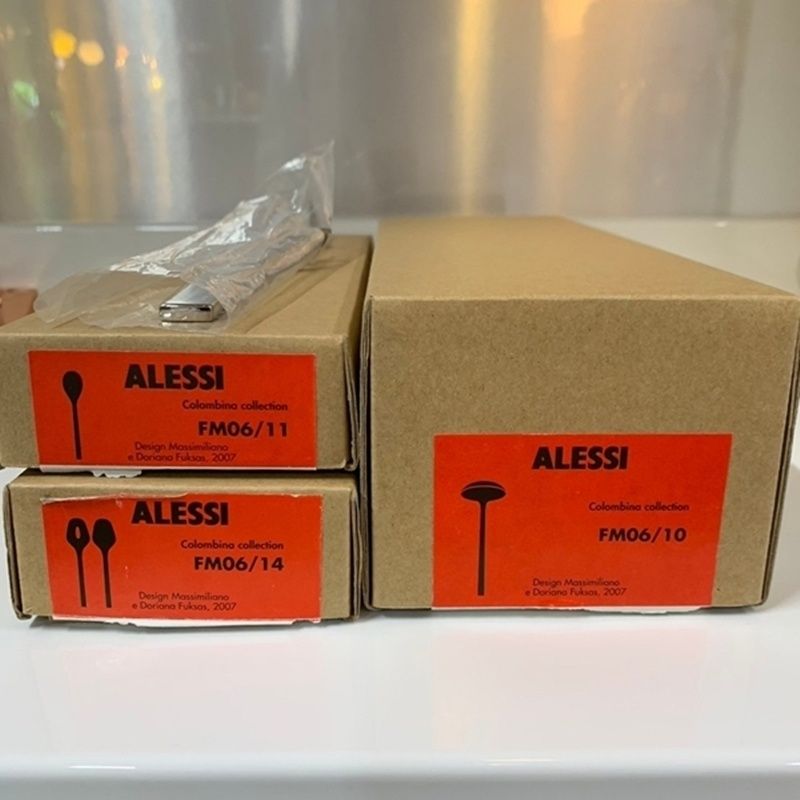 ALESSI
Colombina collection
FM06/11
Design Massimiliano
e Doriana Fuksas, 2007
ALESSI
Colombina collection
FM06/14
Design Massimiliano
e Doriana Fuksas, 2007
ALESSI
Colombina collection
FM06/10
Design Massimiliano
e Doriana Fuksas, 2007